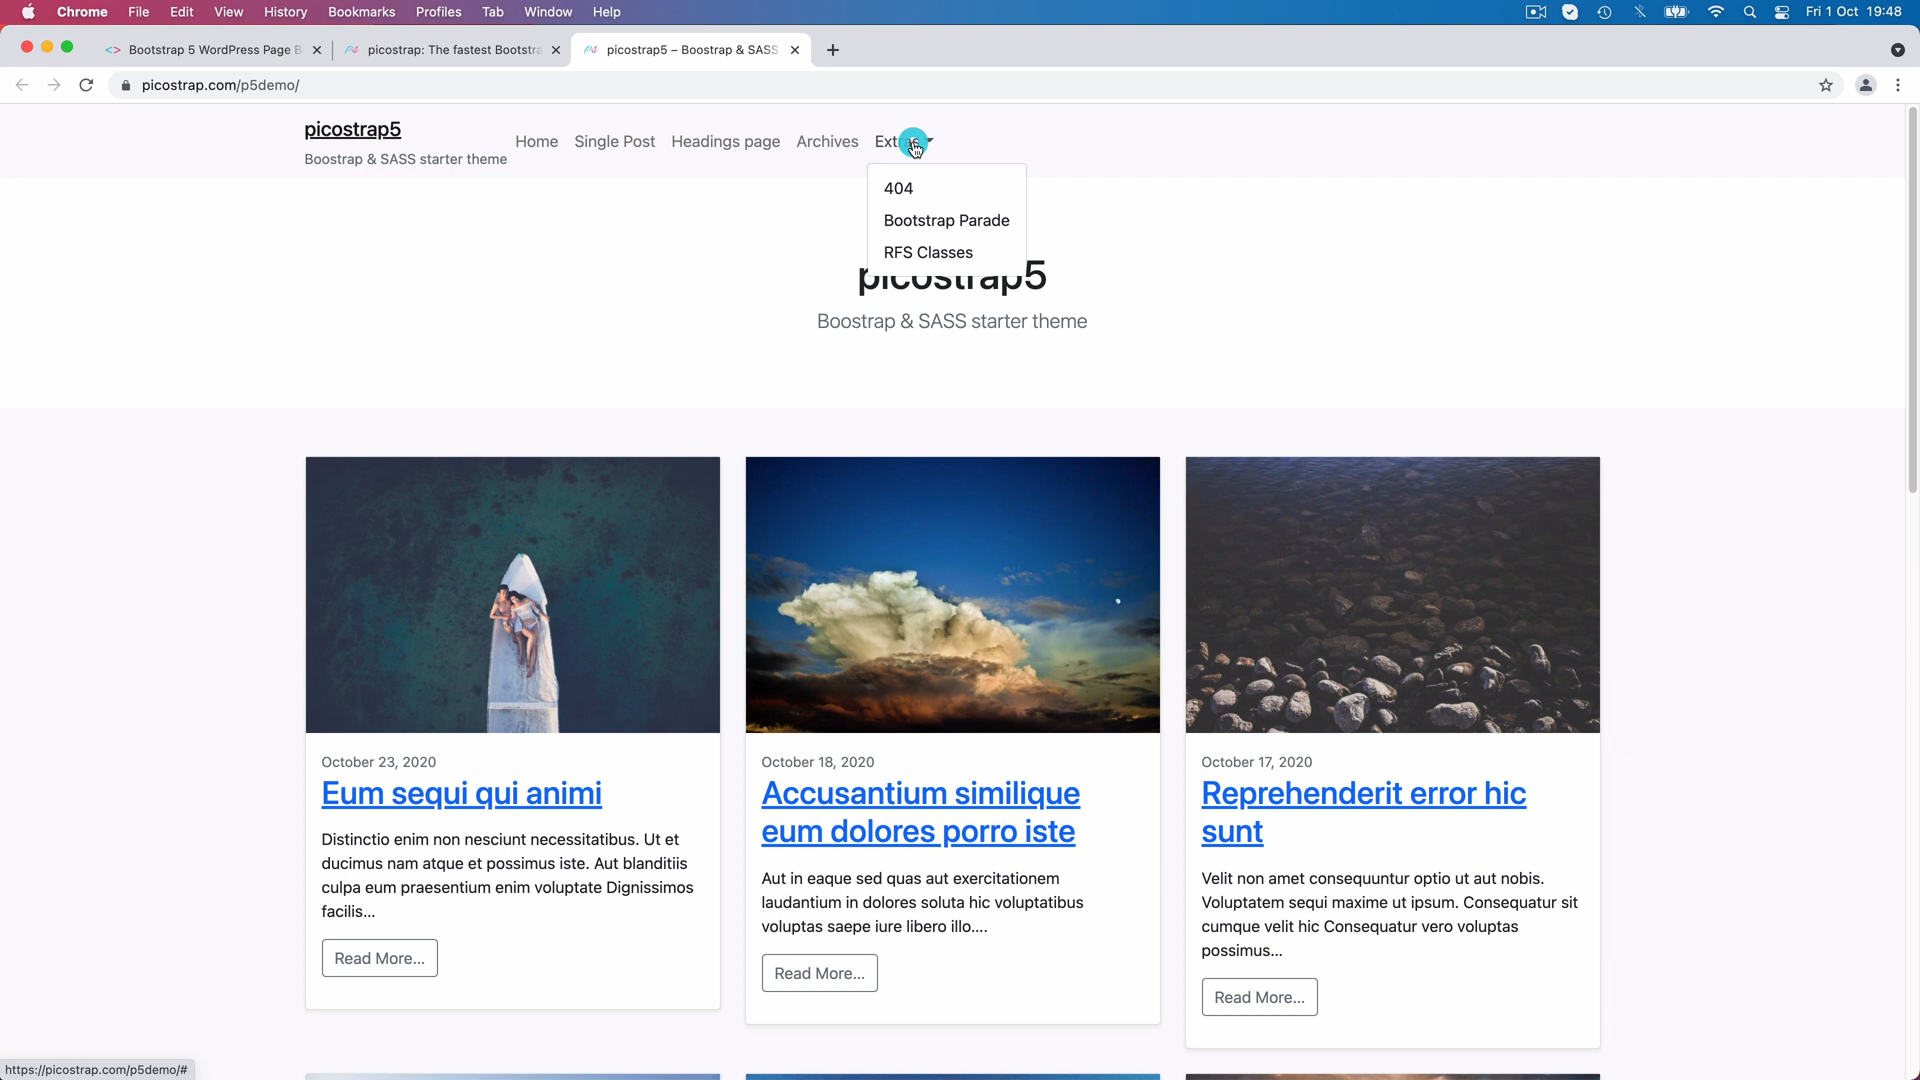 Chrome File Edit View History Bookmarks Profiles Tab Window Help Fri 1 Oct 19:48
<> Bootstrap 5 WordPress Page B picostrap: The fastest Bootstra picostrap5 – Boostrap & SASS
picostrap.com/p5demo/
picostrap5
Boostrap & SASS starter theme
Home Single Post Headings page Archives Extras
404
Bootstrap Parade
RFS Classes
picostrap5
Boostrap & SASS starter theme
October 23, 2020
Eum sequi qui animi
Distinctio enim non nesciunt necessitatibus. Ut et
ducimus nam atque et possimus iste. Aut blanditiis
culpa eum praesentium enim voluptate Dignissimos
facilis...
Read More...
October 18, 2020
Accusantium similique
eum dolores porro iste
Aut in eaque sed quas aut exercitationem
laudantium in dolores soluta hic voluptatibus
voluptas saepe iure libero illo....
Read More...
October 17, 2020
Reprehenderit error hic
sunt
Velit non amet consequuntur optio ut aut nobis.
Voluptatem sequi maxime ut ipsum. Consequatur sit
cumque velit hic Consequatur vero voluptas
possimus...
Read More...
https://picostrap.com/p5demo/#